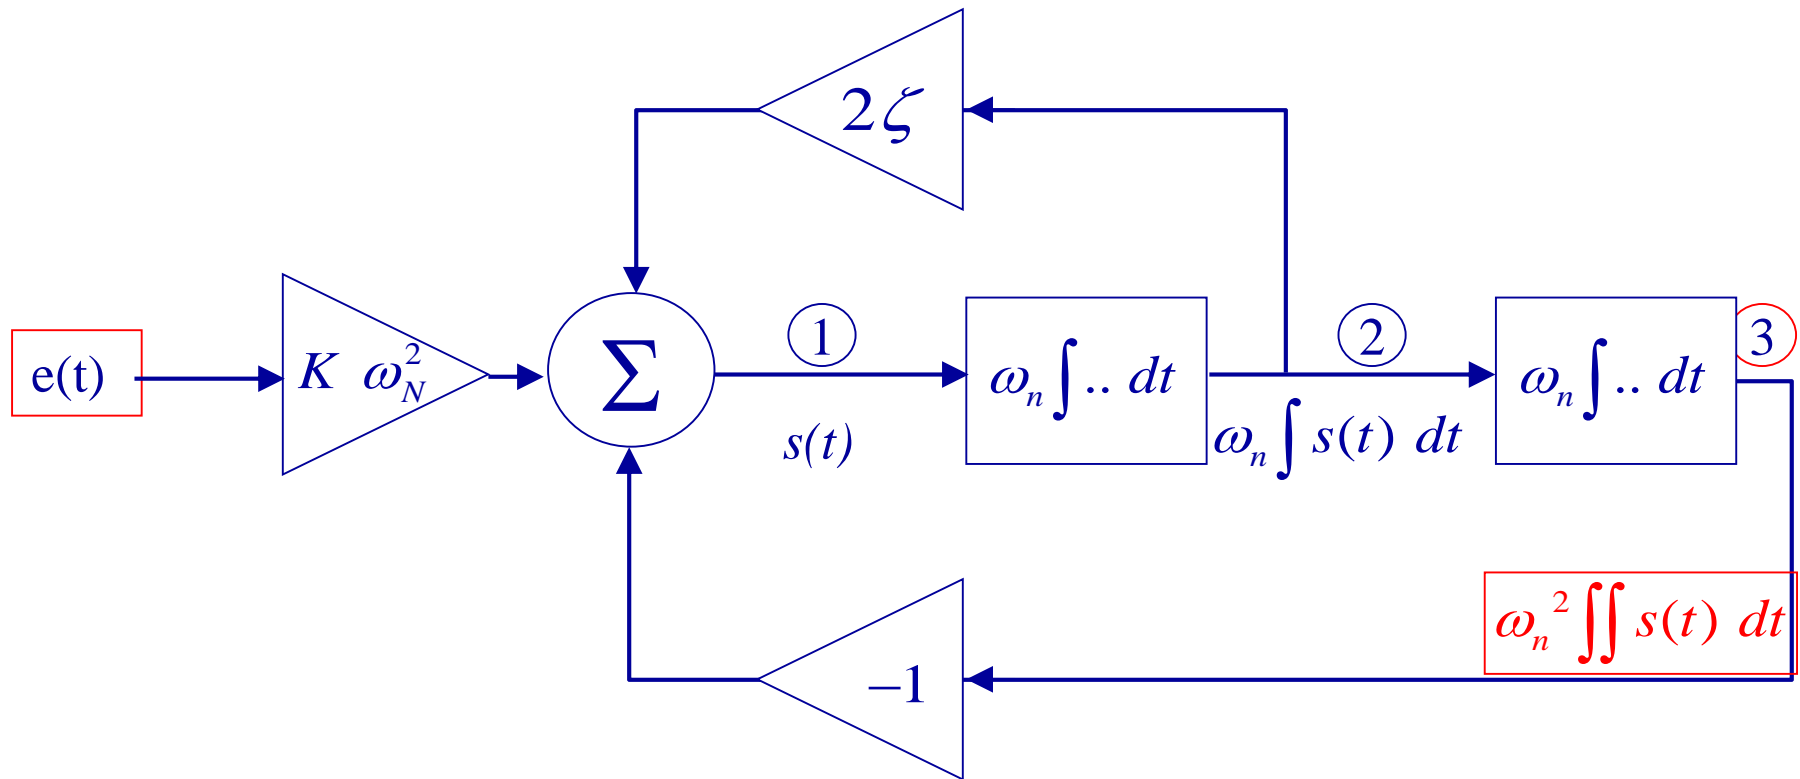 2ζ
e(t)
K ω_N^2
Σ
1
s(t)
ω_n ∫ .. dt
ω_n ∫ s(t) dt
2
ω_n ∫ .. dt
3
ω_n^2 ∬ s(t) dt
−1